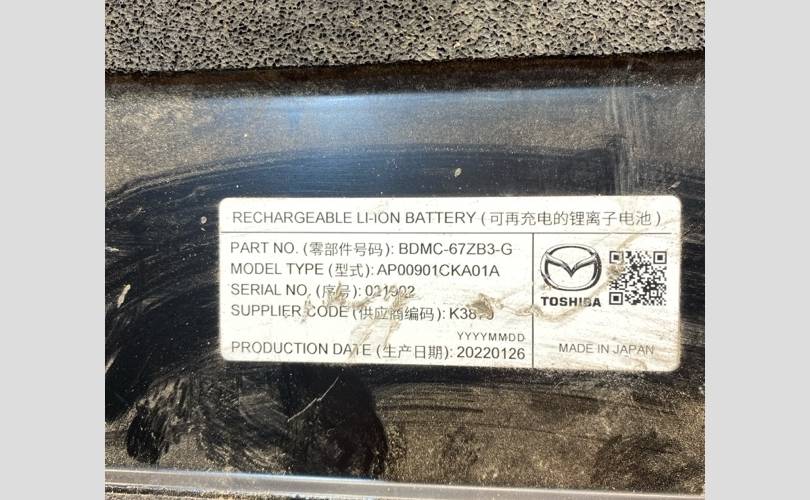 RECHARGEABLE LI-ION BATTERY (可再充电的锂离子电池)
PART NO. (零部件号码): BDMC-67ZB3-G
MODEL TYPE (型式): AP00901CKA01A
SERIAL NO. (序号):
SUPPLIER CODE (供应商编码):
YYYYMMDD
PRODUCTION DATE (生产日期): 20220126
TOSHIBA
MADE IN JAPAN